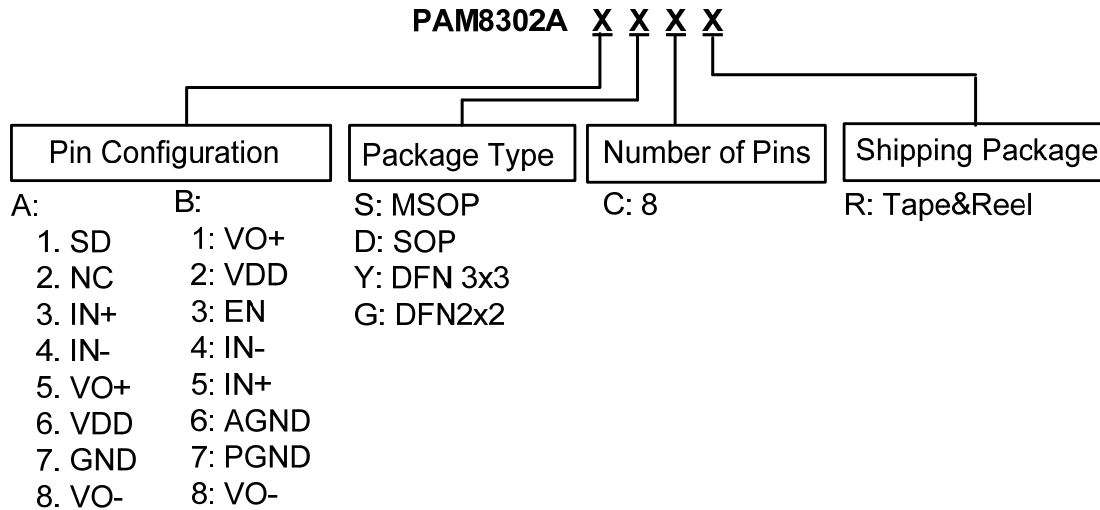 PAM8302A X X X X
Pin Configuration
Package Type
Number of Pins
Shipping Package
A:
1. SD
2. NC
3. IN+
4. IN-
5. VO+
6. VDD
7. GND
8. VO-
B:
1: VO+
2: VDD
3: EN
4: IN-
5: IN+
6: AGND
7: PGND
8: VO-
S: MSOP
D: SOP
Y: DFN 3x3
G: DFN2x2
C: 8
R: Tape&Reel